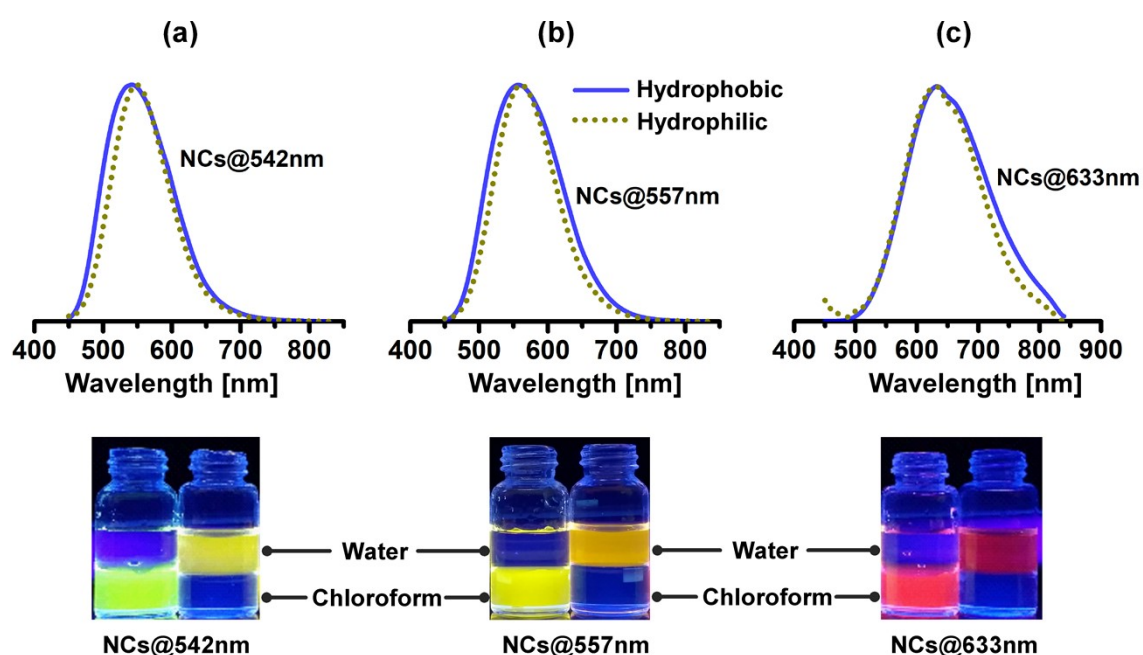 (a) (b) (c)
Hydrophobic
Hydrophilic
NCs@542nm
NCs@557nm
NCs@633nm
400 500 600 700 800
400 500 600 700 800
400 500 600 700 800 900
Wavelength [nm] Wavelength [nm] Wavelength [nm]
Water Water
Chloroform Chloroform
NCs@542nm NCs@557nm NCs@633nm